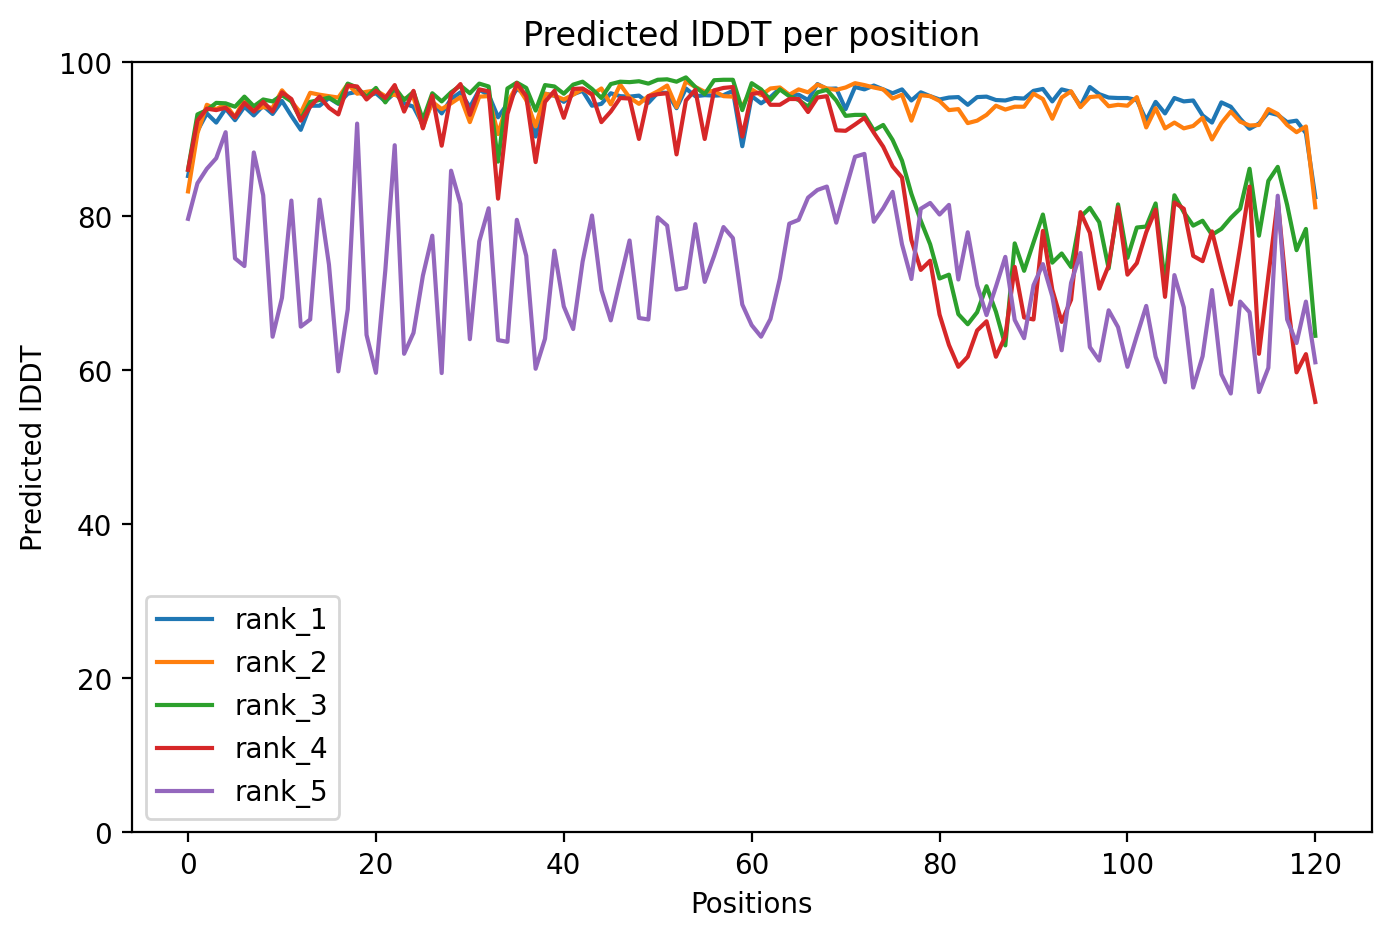 Predicted lDDT per position
100
80
60
40
20
0
Predicted lDDT
rank_1
rank_2
rank_3
rank_4
rank_5
0 20 40 60 80 100 120
Positions